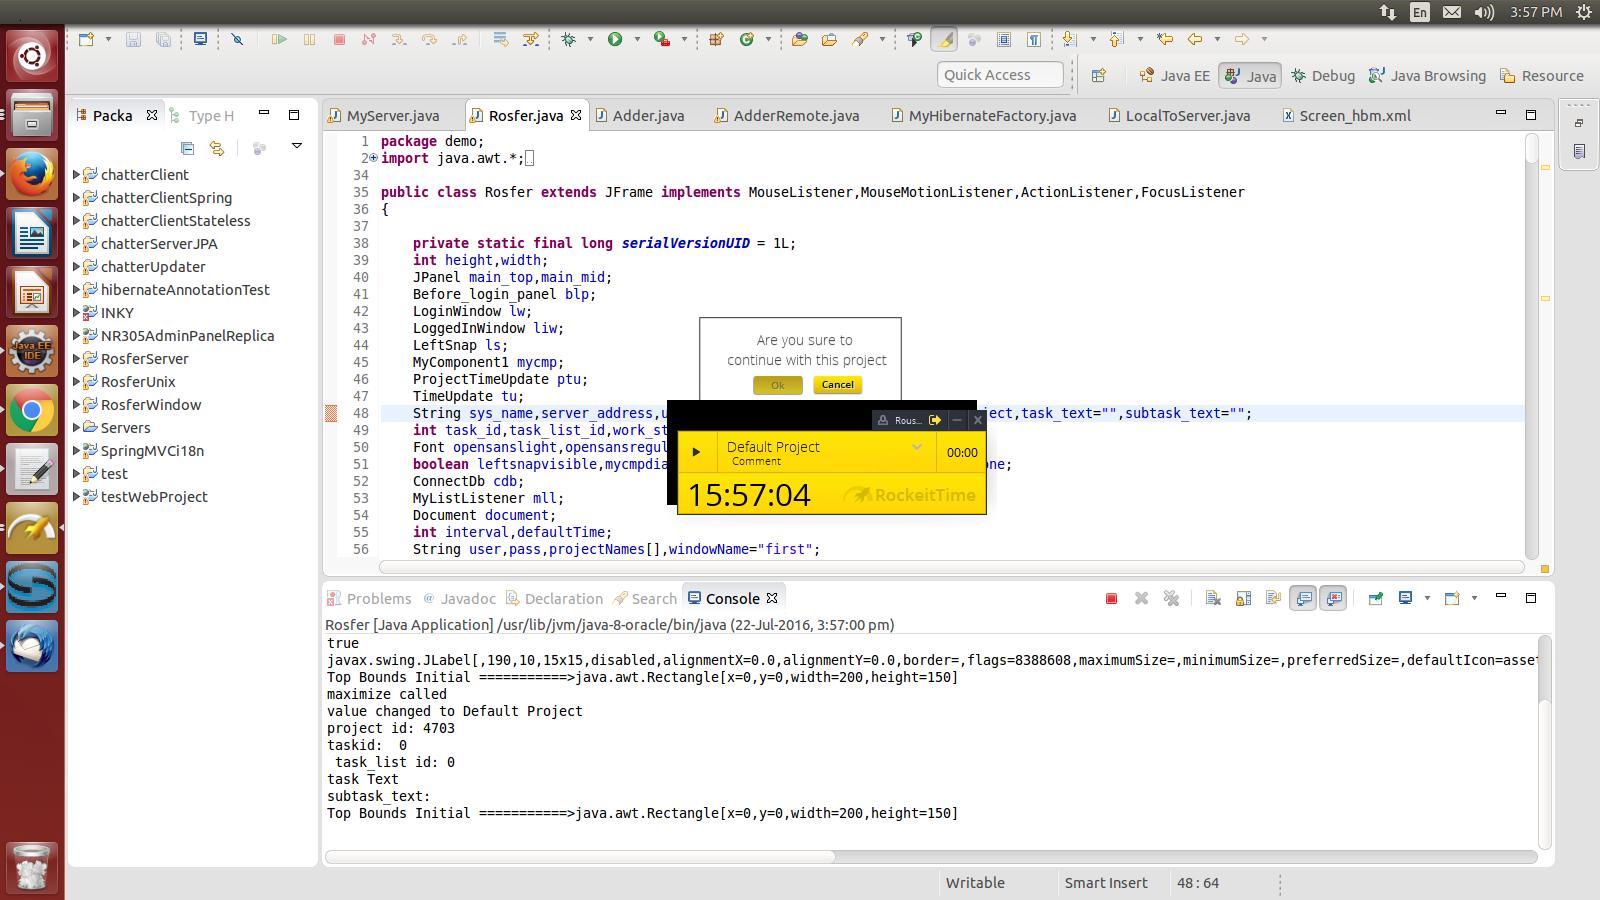 En 3:57 PM
Quick Access Java EE Java Debug Java Browsing Resource
Packa Type H
chatterClient
chatterClientSpring
chatterClientStateless
chatterServerJPA
chatterUpdater
hibernateAnnotationTest
INKY
NR305AdminPanelReplica
RosferServer
RosferUnix
RosferWindow
Servers
SpringMVCi18n
test
testWebProject
Java EE
IDE
MyServer.java Rosfer.java Adder.java AdderRemote.java MyHibernateFactory.java LocalToServer.java Screen_hbm.xml
1 package demo;
2 import java.awt.*;
34
35 public class Rosfer extends JFrame implements MouseListener,MouseMotionListener,ActionListener,FocusListener
36 {
37
38 private static final long serialVersionUID = 1L;
39 int height,width;
40 JPanel main_top,main_mid;
41 Before_login_panel blp;
42 LoginWindow lw;
43 LoggedInWindow liw;
44 LeftSnap ls;
45 MyComponent1 mycmp;
46 ProjectTimeUpdate ptu;
47 TimeUpdate tu;
48 String sys_name,server_address,u ject,task_text="",subtask_text="";
49 int task_id,task_list_id,work_st
50 Font openslanslight,opensansregul
51 boolean leftsnapvisible,mycmpdia one;
52 ConnectDb cdb;
53 MyListListener mll;
54 Document document;
55 int interval,defaultTime;
56 String user,pass,projectNames[],windowName="first";
Are you sure to
continue with this project
Ok Cancel
Rous...
Default Project
Comment
00:00
15:57:04 RockeitTime
Problems Javadoc Declaration Search Console
Rosfer [Java Application] /usr/lib/jvm/java-8-oracle/bin/java (22-Jul-2016, 3:57:00 pm)
true
javax.swing.JLabel[,190,10,15x15,disabled,alignmentX=0.0,alignmentY=0.0,border=,flags=8388608,maximumSize=,minimumSize=,preferredSize=,defaultIcon=asset
Top Bounds Initial ===========>java.awt.Rectangle[x=0,y=0,width=200,height=150]
maximize called
value changed to Default Project
project id: 4703
taskid: 0
task_list id: 0
task Text
subtask_text:
Top Bounds Initial ===========>java.awt.Rectangle[x=0,y=0,width=200,height=150]
Writable Smart Insert 48 : 64